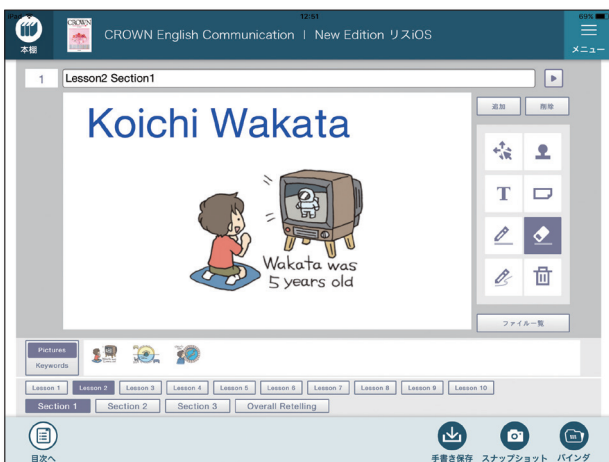 iPad
12:51
69%
本棚
CROWN
CROWN English Communication I New Edition リスiOS
メニュー
1
Lesson2 Section1
追加
削除
Koichi Wakata
Wakata was
5 years old
T
ファイル一覧
Pictures
Keywords
Lesson 1
Lesson 2
Lesson 3
Lesson 4
Lesson 5
Lesson 6
Lesson 7
Lesson 8
Lesson 9
Lesson 10
Section 1
Section 2
Section 3
Overall Retelling
目次へ
手書き保存
スナップショット
バインダ